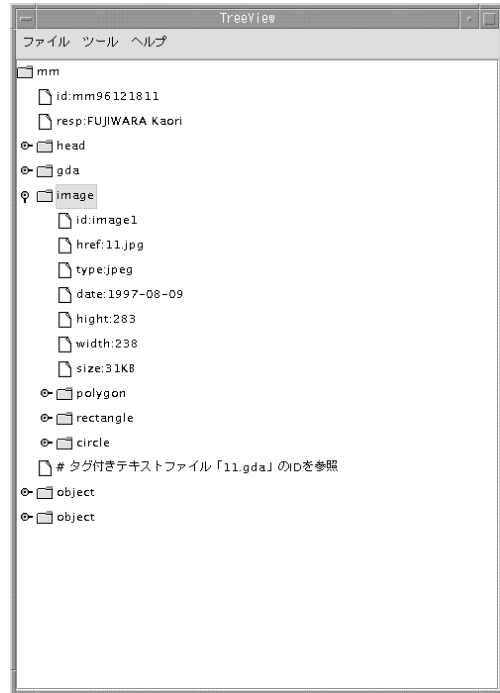 TreeView
ファイル ツール ヘルプ
mm
id:mm96121811
resp:FUJIWARA Kaori
head
gda
image
id:image1
href:11.jpg
type:jpeg
date:1997-08-09
hight:283
width:238
size:31KB
polygon
rectangle
circle
# タグ付きテキストファイル「11.gda」のIDを参照
object
object